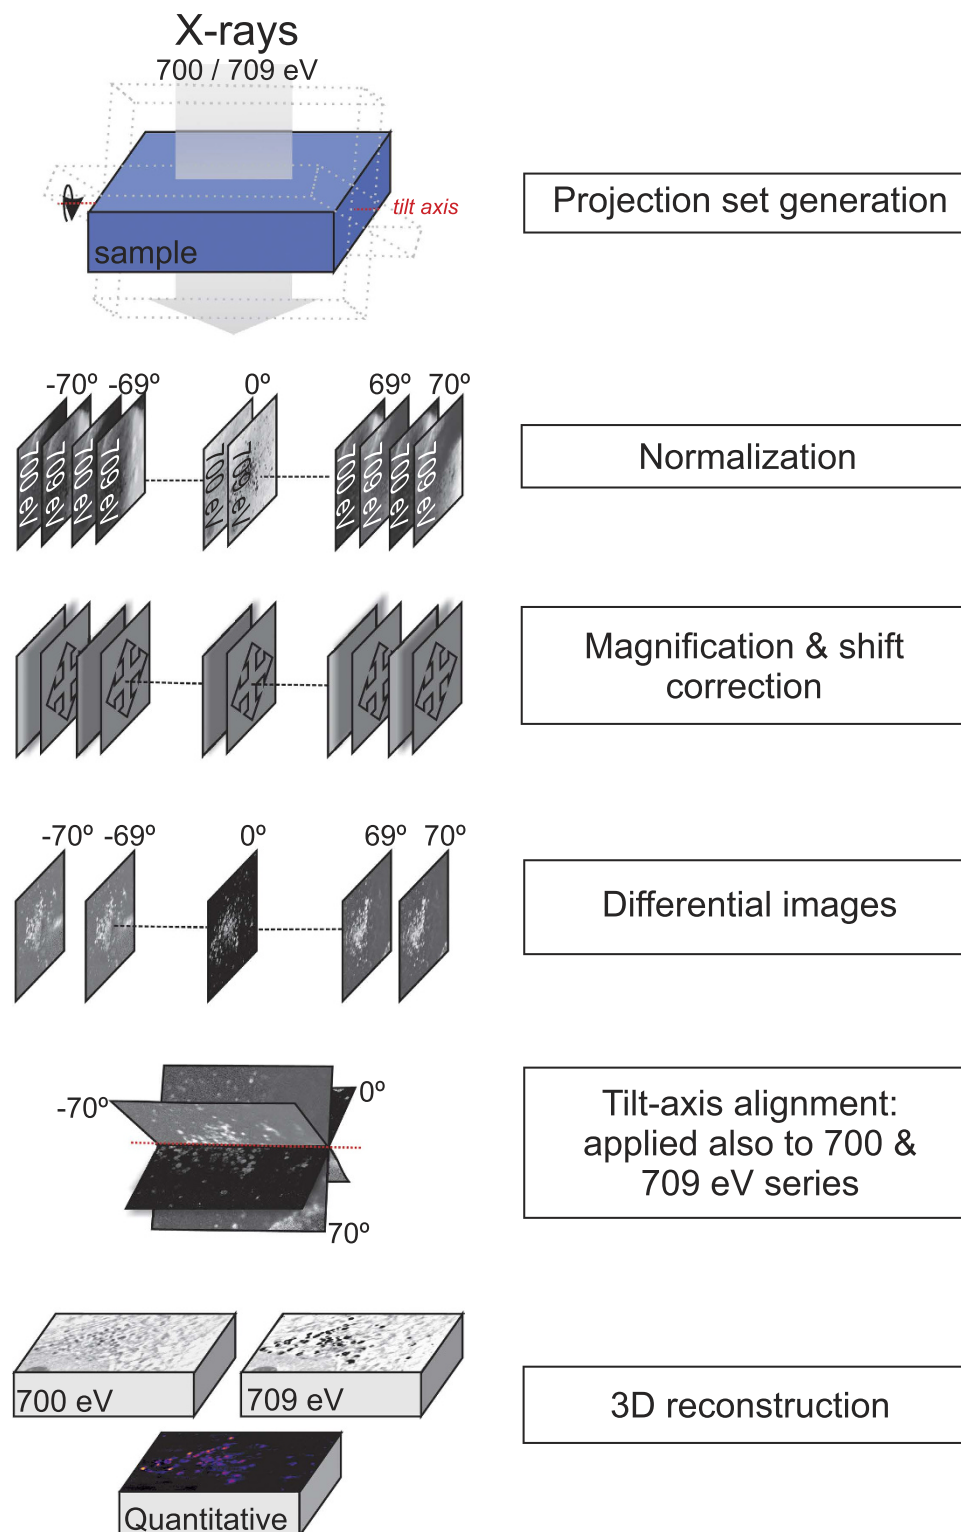 X-rays
700 / 709 eV
tilt axis
sample
Projection set generation
-70º -69º 0º 69º 70º
700 eV 709 eV 700 eV 709 eV 700 eV 709 eV 700 eV 709 eV 700 eV 709 eV
Normalization
Magnification & shift
correction
-70º -69º 0º 69º 70º
Differential images
-70º
0º
70º
Tilt-axis alignment:
applied also to 700 &
709 eV series
700 eV
709 eV
Quantitative
3D reconstruction